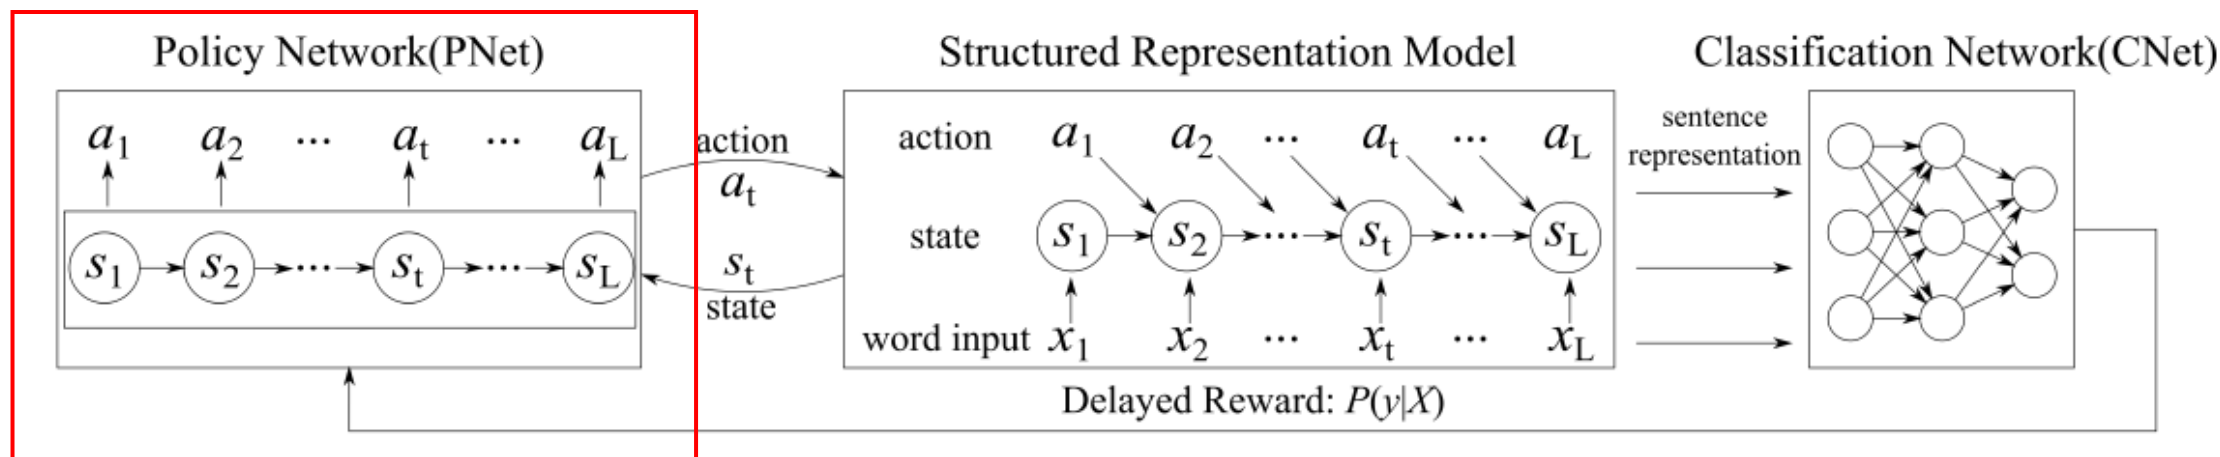 Policy Network(PNet)
a1 a2 ... at ... aL
s1 s2 ... st ... sL
action
at
st
state
Structured Representation Model
action a1 a2 ... at ... aL
state s1 s2 ... st ... sL
word input x1 x2 ... xt ... xL
sentence
representation
Classification Network(CNet)
Delayed Reward: P(y|X)